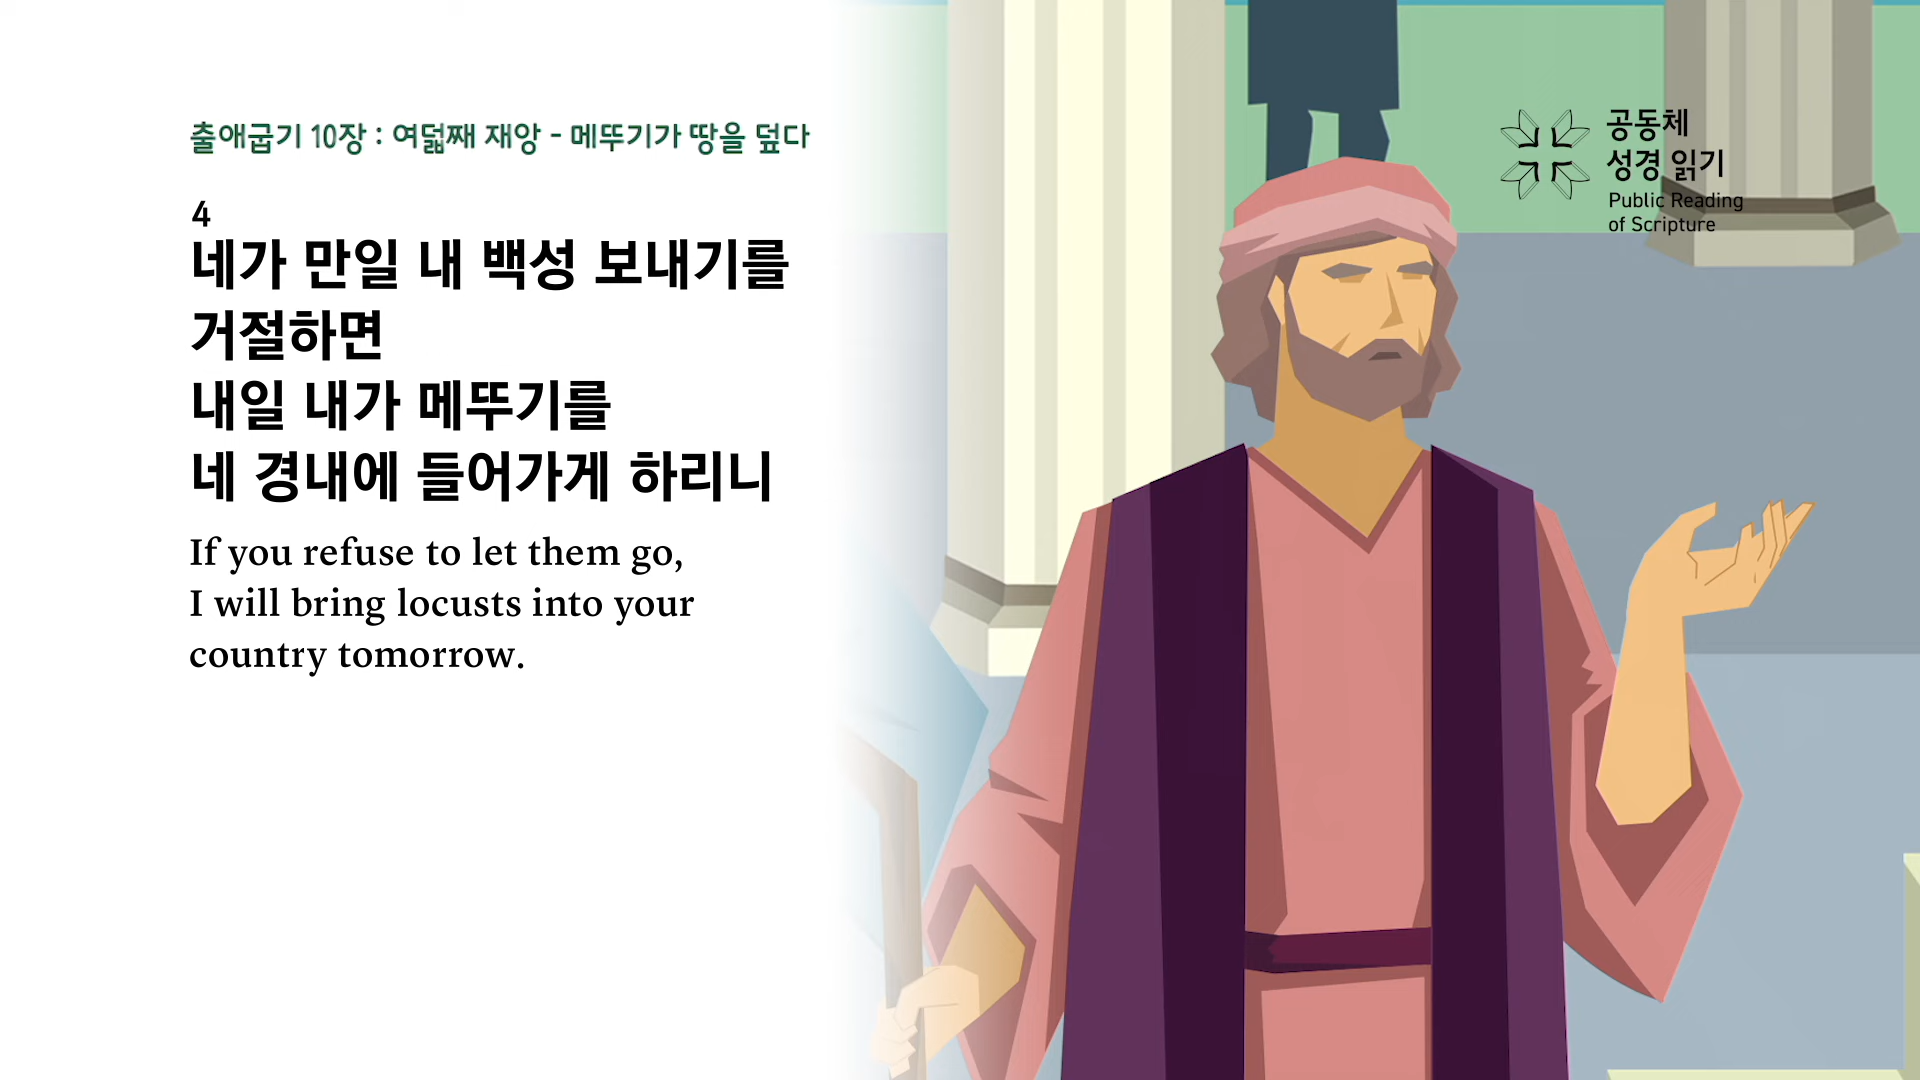 출애굽기 10장 : 여덟째 재앙 - 메뚜기가 땅을 덮다
4
네가 만일 내 백성 보내기를
거절하면
내일 내가 메뚜기를
네 경내에 들어가게 하리니
If you refuse to let them go,
I will bring locusts into your
country tomorrow.
공동체
성경 읽기
Public Reading
of Scripture